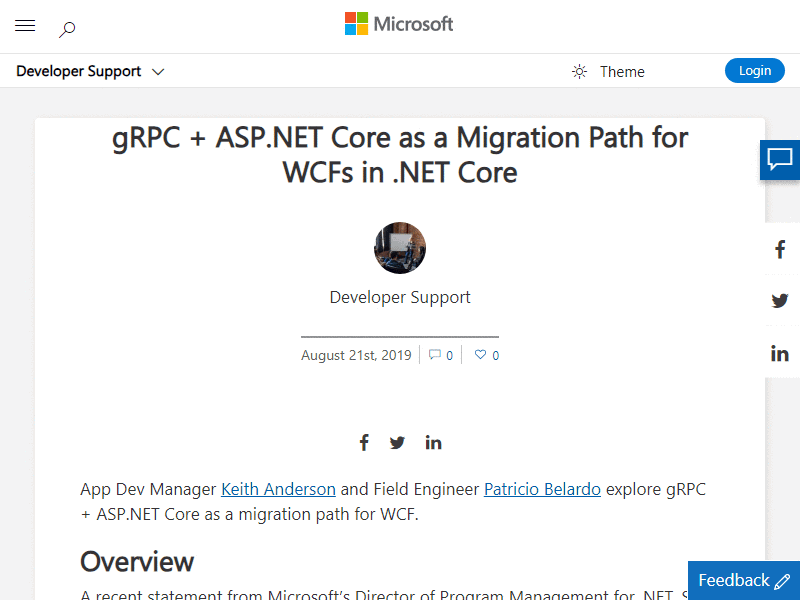 Microsoft
Developer Support
Theme
Login
gRPC + ASP.NET Core as a Migration Path for
WCFs in .NET Core
Developer Support
August 21st, 2019
0
0
App Dev Manager Keith Anderson and Field Engineer Patricio Belardo explore gRPC
+ ASP.NET Core as a migration path for WCF.
Overview
A recent statement from Microsoft's Director of Program Management for .NET, S
Feedback